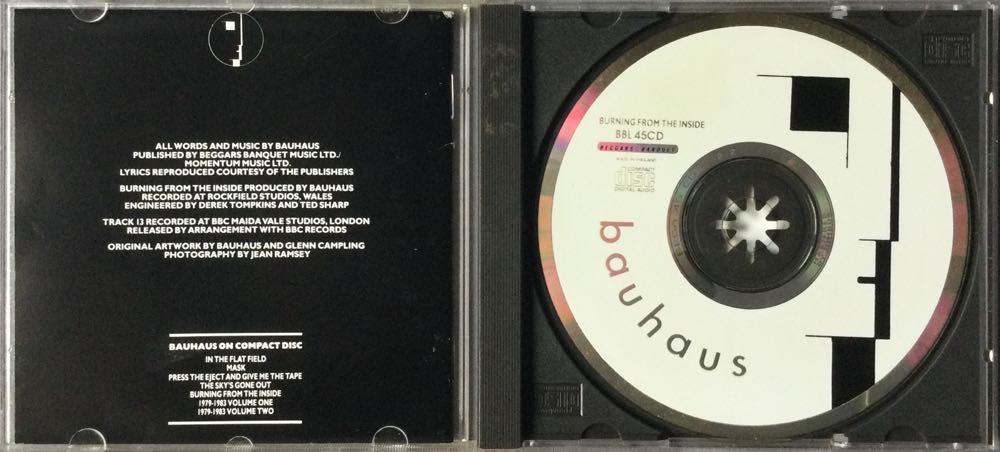 ALL WORDS AND MUSIC BY BAUHAUS
PUBLISHED BY BEGGARS BANQUET MUSIC LTD./
MOMENTUM MUSIC LTD.
LYRICS REPRODUCED COURTESY OF THE PUBLISHERS
BURNING FROM THE INSIDE PRODUCED BY BAUHAUS
RECORDED AT ROCKFIELD STUDIOS, WALES
ENGINEERED BY DEREK TOMPKINS AND TED SHARP
TRACK 13 RECORDED AT BBC MAIDA VALE STUDIOS, LONDON
RELEASED BY ARRANGEMENT WITH BBC RECORDS
ORIGINAL ARTWORK BY BAUHAUS AND GLENN CAMPLING
PHOTOGRAPHY BY JEAN RAMSEY
BAUHAUS ON COMPACT DISC
IN THE FLAT FIELD
MASK
PRESS THE EJECT AND GIVE ME THE TAPE
THE SKY'S GONE OUT
BURNING FROM THE INSIDE
1979-1983 VOLUME ONE
1979-1983 VOLUME TWO
BURNING FROM THE INSIDE
BBL 45CD
BEGGARS BANQUET
COMPACT
disc
DIGITAL AUDIO
bauhaus